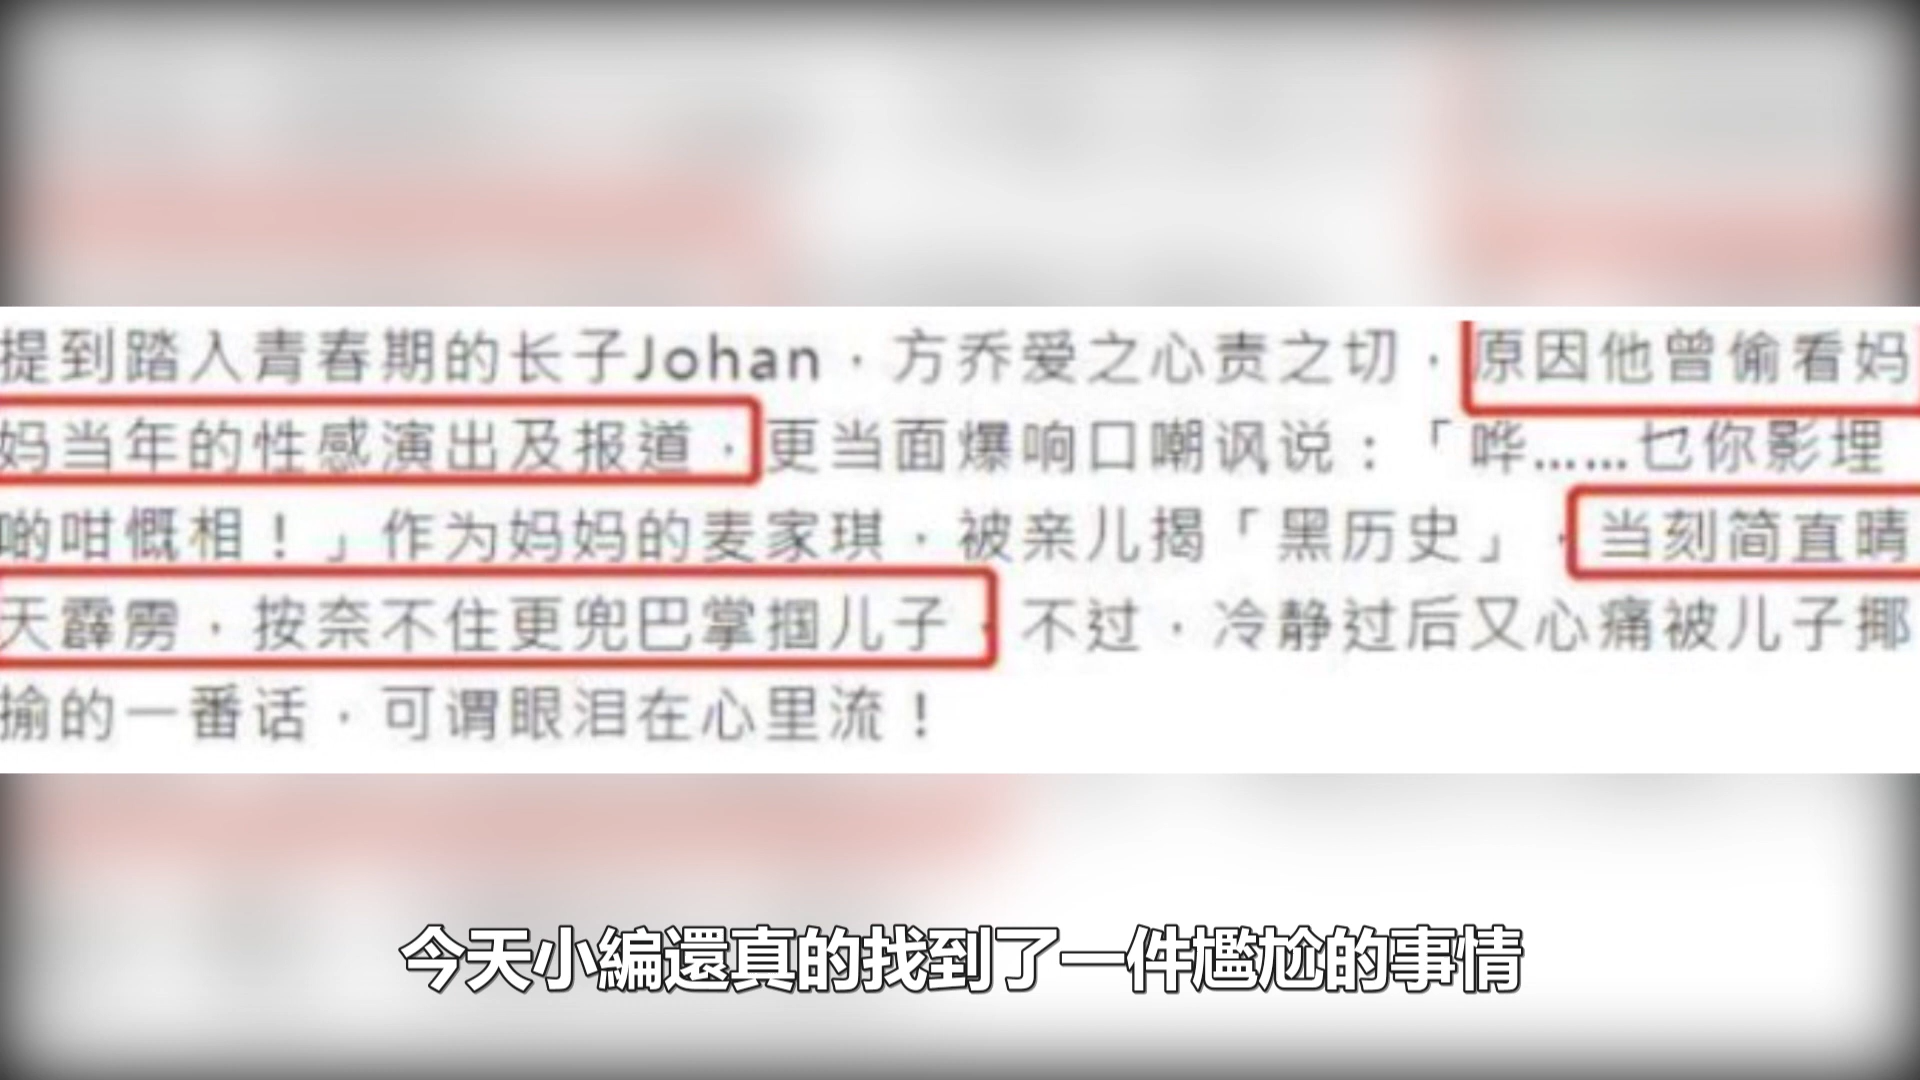 提到踏入青春期的长子Johan，方乔爱之心责之切，原因他曾偷看妈
妈当年的性感演出及报道，更当面爆响口嘲讽说：「哗……乜你影埋
啲咁慨相！」作为妈妈的麦家琪，被亲儿揭「黑历史」，当刻简直晴
天霹雳，按奈不住更兜巴掌掴儿子，不过，冷静过后又心痛被儿子揶
揄的一番话，可谓眼泪在心里流！
今天小編還真的找到了一件尷尬的事情